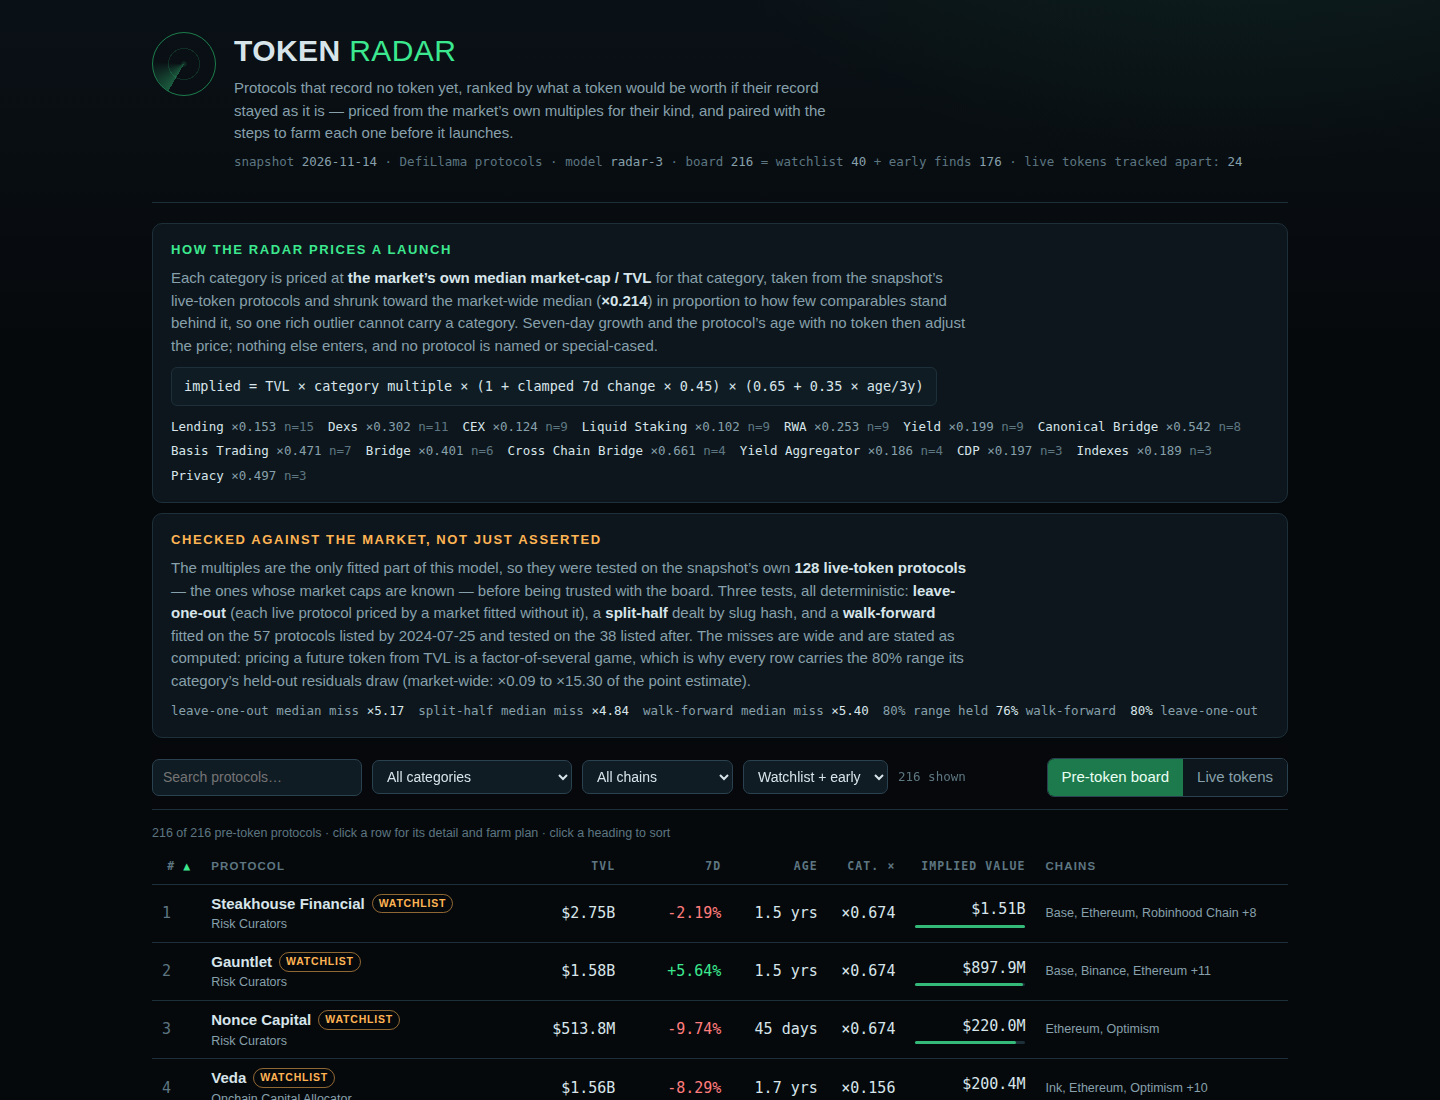 TOKEN RADAR
Protocols that record no token yet, ranked by what a token would be worth if their record
stayed as it is — priced from the market’s own multiples for their kind, and paired with the
steps to farm each one before it launches.
snapshot 2026-11-14 · DefiLlama protocols · model radar-3 · board 216 = watchlist 40 + early finds 176 · live tokens tracked apart: 24
HOW THE RADAR PRICES A LAUNCH
Each category is priced at the market’s own median market-cap / TVL for that category, taken from the snapshot’s
live-token protocols and shrunk toward the market-wide median (×0.214) in proportion to how few comparables stand
behind it, so one rich outlier cannot carry a category. Seven-day growth and the protocol’s age with no token then adjust
the price; nothing else enters, and no protocol is named or special-cased.
implied = TVL × category multiple × (1 + clamped 7d change × 0.45) × (0.65 + 0.35 × age/3y)
Lending ×0.153 n=15 Dexs ×0.302 n=11 CEX ×0.124 n=9 Liquid Staking ×0.102 n=9 RWA ×0.253 n=9 Yield ×0.199 n=9 Canonical Bridge ×0.542 n=8
Basis Trading ×0.471 n=7 Bridge ×0.401 n=6 Cross Chain Bridge ×0.661 n=4 Yield Aggregator ×0.186 n=4 CDP ×0.197 n=3 Indexes ×0.189 n=3
Privacy ×0.497 n=3
CHECKED AGAINST THE MARKET, NOT JUST ASSERTED
The multiples are the only fitted part of this model, so they were tested on the snapshot’s own 128 live-token protocols
— the ones whose market caps are known — before being trusted with the board. Three tests, all deterministic: leave-
one-out (each live protocol priced by a market fitted without it), a split-half dealt by slug hash, and a walk-forward
fitted on the 57 protocols listed by 2024-07-25 and tested on the 38 listed after. The misses are wide and are stated as
computed: pricing a future token from TVL is a factor-of-several game, which is why every row carries the 80% range its
category’s held-out residuals draw (market-wide: ×0.09 to ×15.30 of the point estimate).
leave-one-out median miss ×5.17 split-half median miss ×4.84 walk-forward median miss ×5.40 80% range held 76% walk-forward 80% leave-one-out
Search protocols… All categories All chains Watchlist + early 216 shown Pre-token board Live tokens
216 of 216 pre-token protocols · click a row for its detail and farm plan · click a heading to sort
# ▲ PROTOCOL TVL 7D AGE CAT. × IMPLIED VALUE CHAINS
1 Steakhouse Financial WATCHLIST $2.75B -2.19% 1.5 yrs ×0.674 $1.51B Base, Ethereum, Robinhood Chain +8
Risk Curators
2 Gauntlet WATCHLIST $1.58B +5.64% 1.5 yrs ×0.674 $897.9M Base, Binance, Ethereum +11
Risk Curators
3 Nonce Capital WATCHLIST $513.8M -9.74% 45 days ×0.674 $220.0M Ethereum, Optimism
Risk Curators
4 Veda WATCHLIST $1.56B -8.29% 1.7 yrs ×0.156 $200.4M Ink, Ethereum, Optimism +10
Onchain Capital Allocator